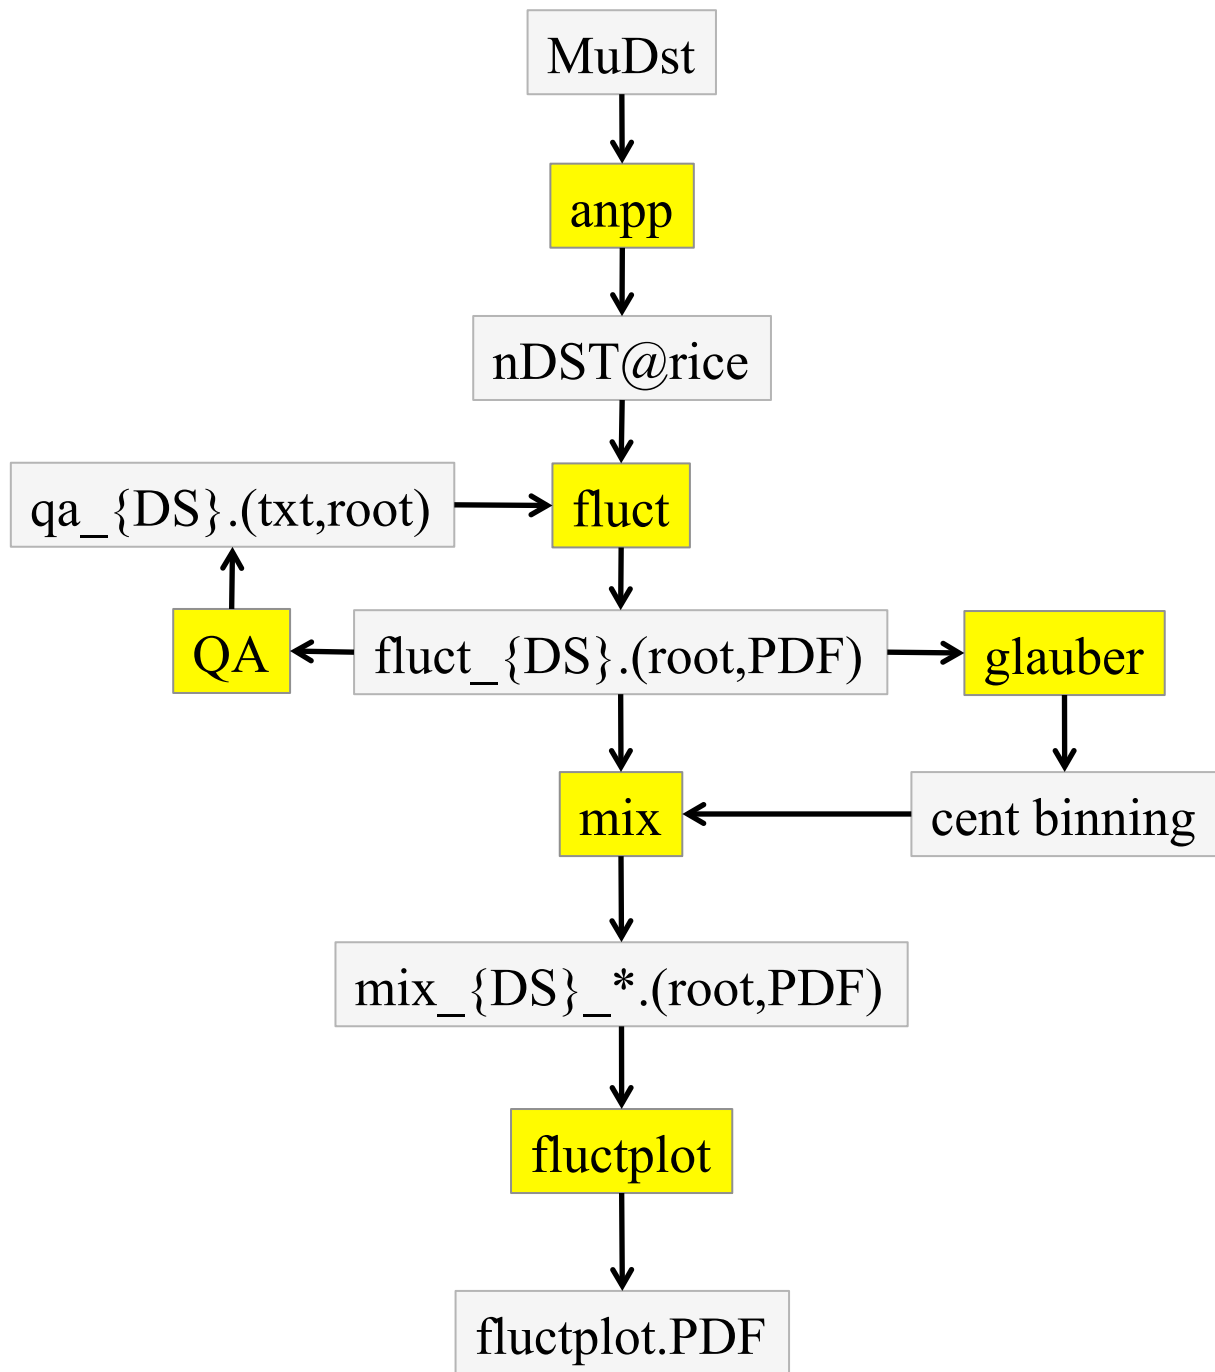 MuDst
anpp
nDST@rice
qa_{DS}.(txt,root)
fluct
QA
fluct_{DS}.(root,PDF)
glauber
mix
cent binning
mix_{DS}_*.(root,PDF)
fluctplot
fluctplot.PDF